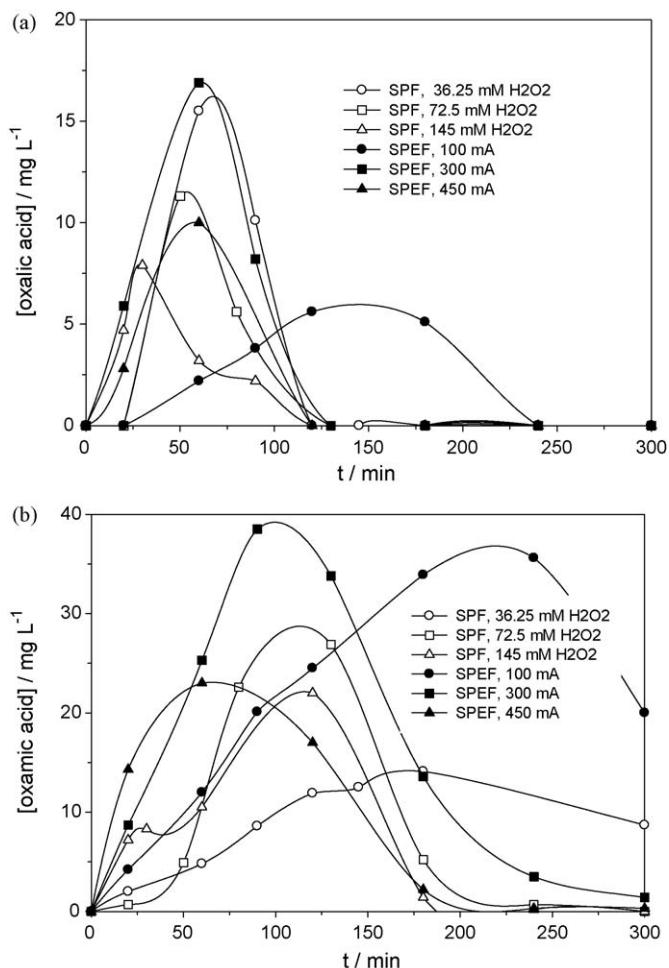 (a)
20
15
10
5
0
[oxalic acid] / mg L⁻¹
SPF, 36.25 mM H2O2
SPF, 72.5 mM H2O2
SPF, 145 mM H2O2
SPEF, 100 mA
SPEF, 300 mA
SPEF, 450 mA
0 50 100 150 200 250 300
t / min
(b)
40
30
20
10
0
[oxamic acid] / mg L⁻¹
SPF, 36.25 mM H2O2
SPF, 72.5 mM H2O2
SPF, 145 mM H2O2
SPEF, 100 mA
SPEF, 300 mA
SPEF, 450 mA
0 50 100 150 200 250 300
t / min